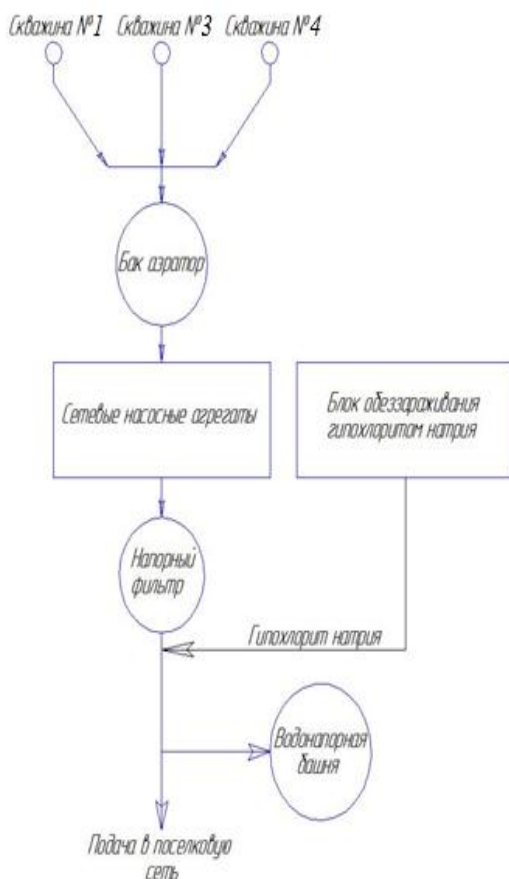 Скважина №1 Скважина №3 Скважина №4
Бак аэратор
Сетевые насосные агрегаты
Блок обеззараживания
гипохлоритом натрия
Напорный
фильтр
Гипохлорит натрия
Водонапорная
башня
Подача в поселковую
сеть